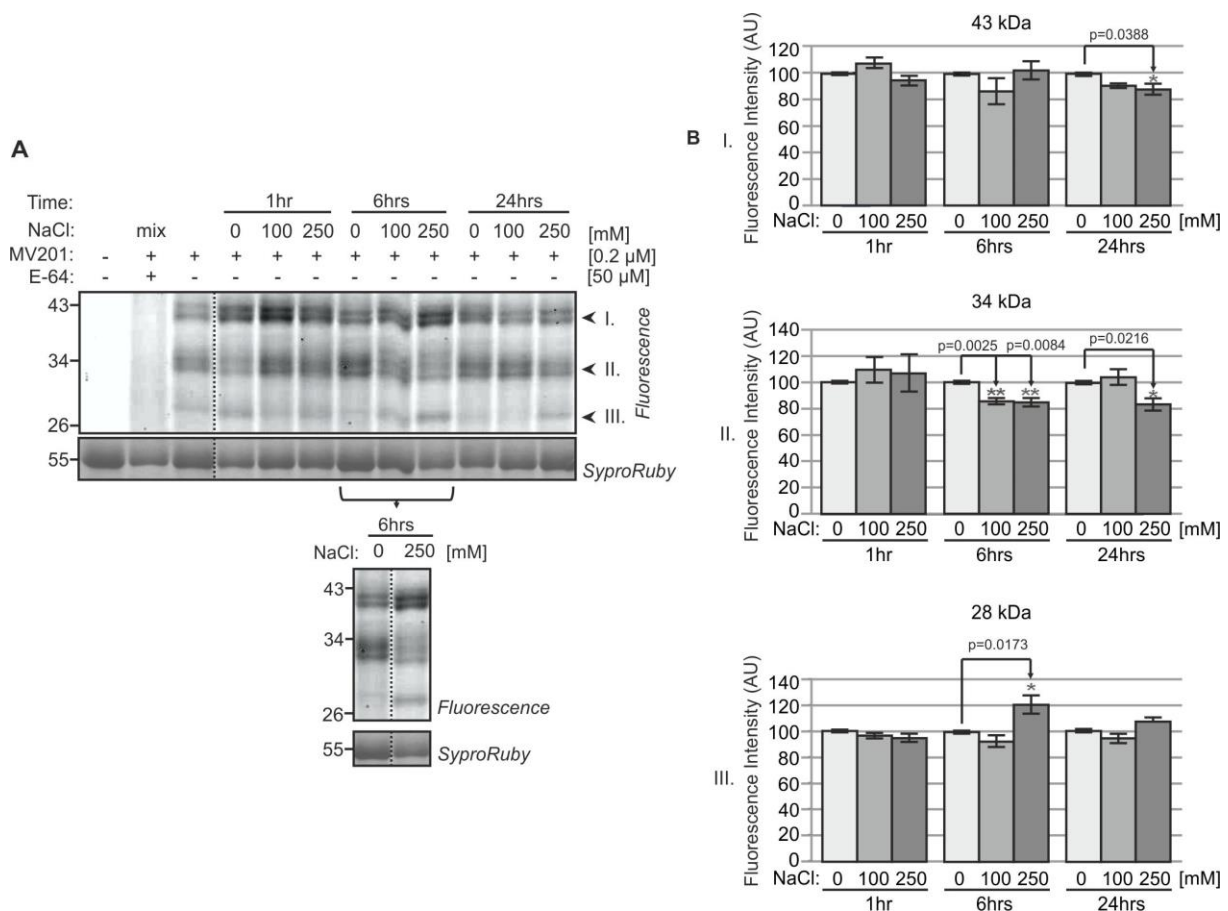 A
Time: 1hr 6hrs 24hrs
NaCl: mix 0 100 250 0 100 250 0 100 250 [mM]
MV201: - + + + + + + + + + + + [0.2 µM]
E-64: - + - - - - - - - - - - [50 µM]
43
34
26
I.
II.
III.
Fluorescence
55
SyproRuby
6hrs
NaCl: 0 250 [mM]
43
34
26
Fluorescence
55
SyproRuby
B
I.
43 kDa
Fluorescence Intensity (AU)
120
100
80
60
40
20
0
p=0.0388
*
NaCl: 0 100 250 0 100 250 0 100 250 [mM]
1hr 6hrs 24hrs
II.
34 kDa
Fluorescence Intensity (AU)
140
120
100
80
60
40
20
0
p=0.0025 p=0.0084 p=0.0216
** ** *
NaCl: 0 100 250 0 100 250 0 100 250 [mM]
1hr 6hrs 24hrs
III.
28 kDa
Fluorescence Intensity (AU)
140
120
100
80
60
40
20
0
p=0.0173
*
NaCl: 0 100 250 0 100 250 0 100 250 [mM]
1hr 6hrs 24hrs